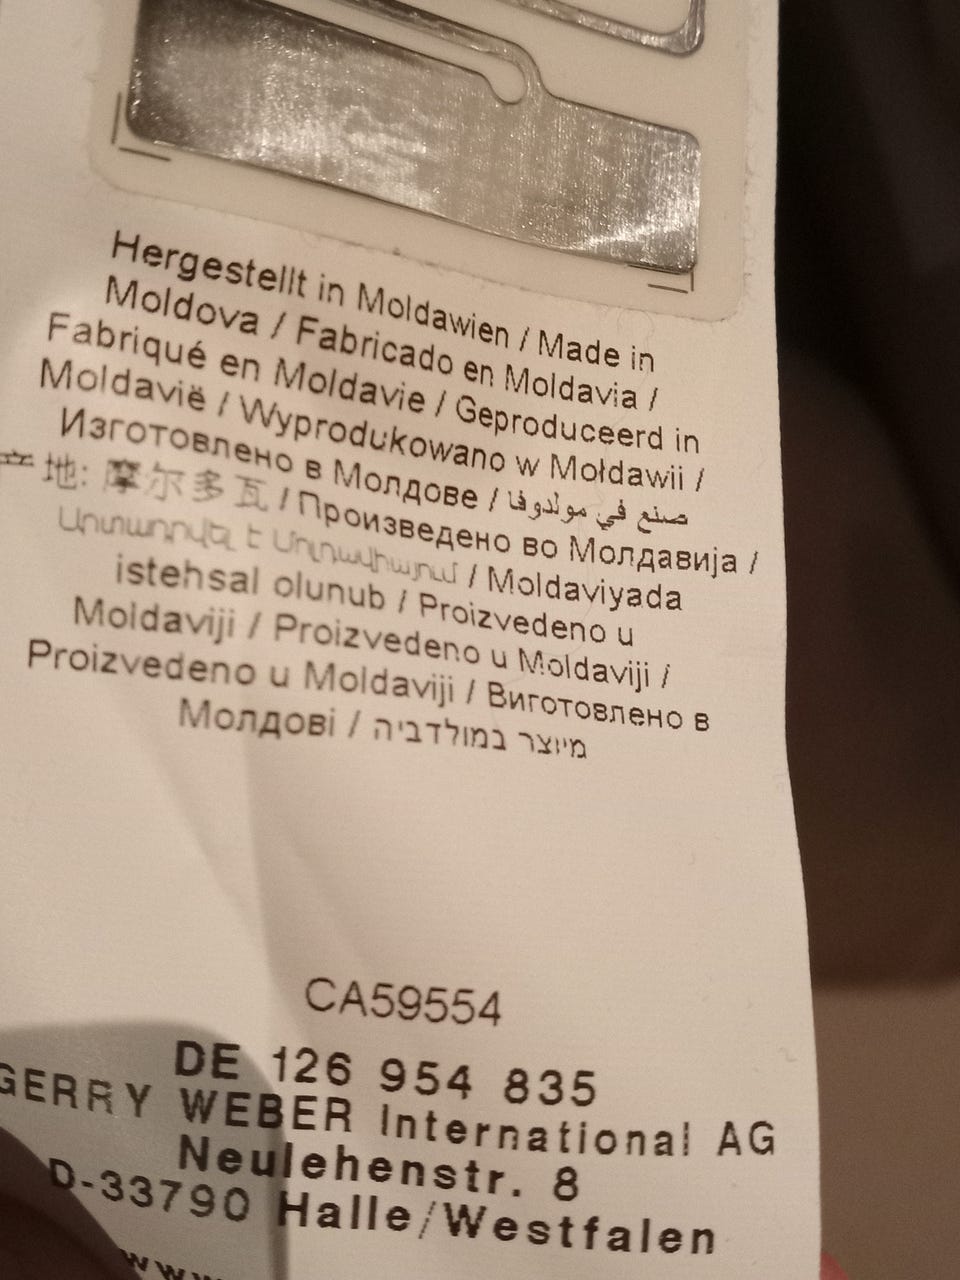 Hergestellt in Moldawien / Made in
Moldova / Fabricado en Moldavia /
Fabriqué en Moldavie / Geproduceerd in
Moldavië / Wyprodukowano w Mołdawii /
Изготовлено в Молдове / صنع في مولدوفا
产地: 摩尔多瓦 / Произведено во Молдавија /
Արտադրվել է Մոլդավիայում / Moldaviyada
istehsal olunub / Proizvedeno u
Moldaviji / Proizvedeno u Moldaviji /
Proizvedeno u Moldaviji / Виготовлено в
Молдові / מיוצר במולדביה
CA59554
DE 126 954 835
GERRY WEBER International AG
Neulehenstr. 8
D-33790 Halle/Westfalen